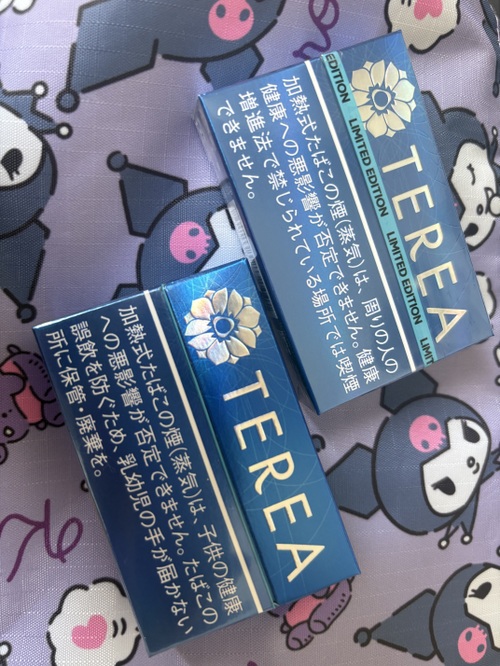 EDITION LIMITED EDITION LIMITED EDITION LIMIT
TEREA
加熱式たばこの煙(蒸気)は、周りの人の
健康への悪影響が否定できません。健康
増進法で禁じられている場所では喫煙
できません。
TEREA
加熱式たばこの煙(蒸気)は、子供の健康
への悪影響が否定できません。たばこの
誤飲を防ぐため、乳幼児の手が届かない
所に保管・廃棄を。